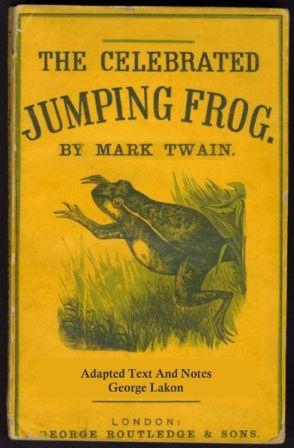 THE CELEBRATED
JUMPING FROG.
BY MARK TWAIN.
Adapted Text And Notes
George Lakon
LONDON:
GEORGE ROUTLEDGE & SONS.